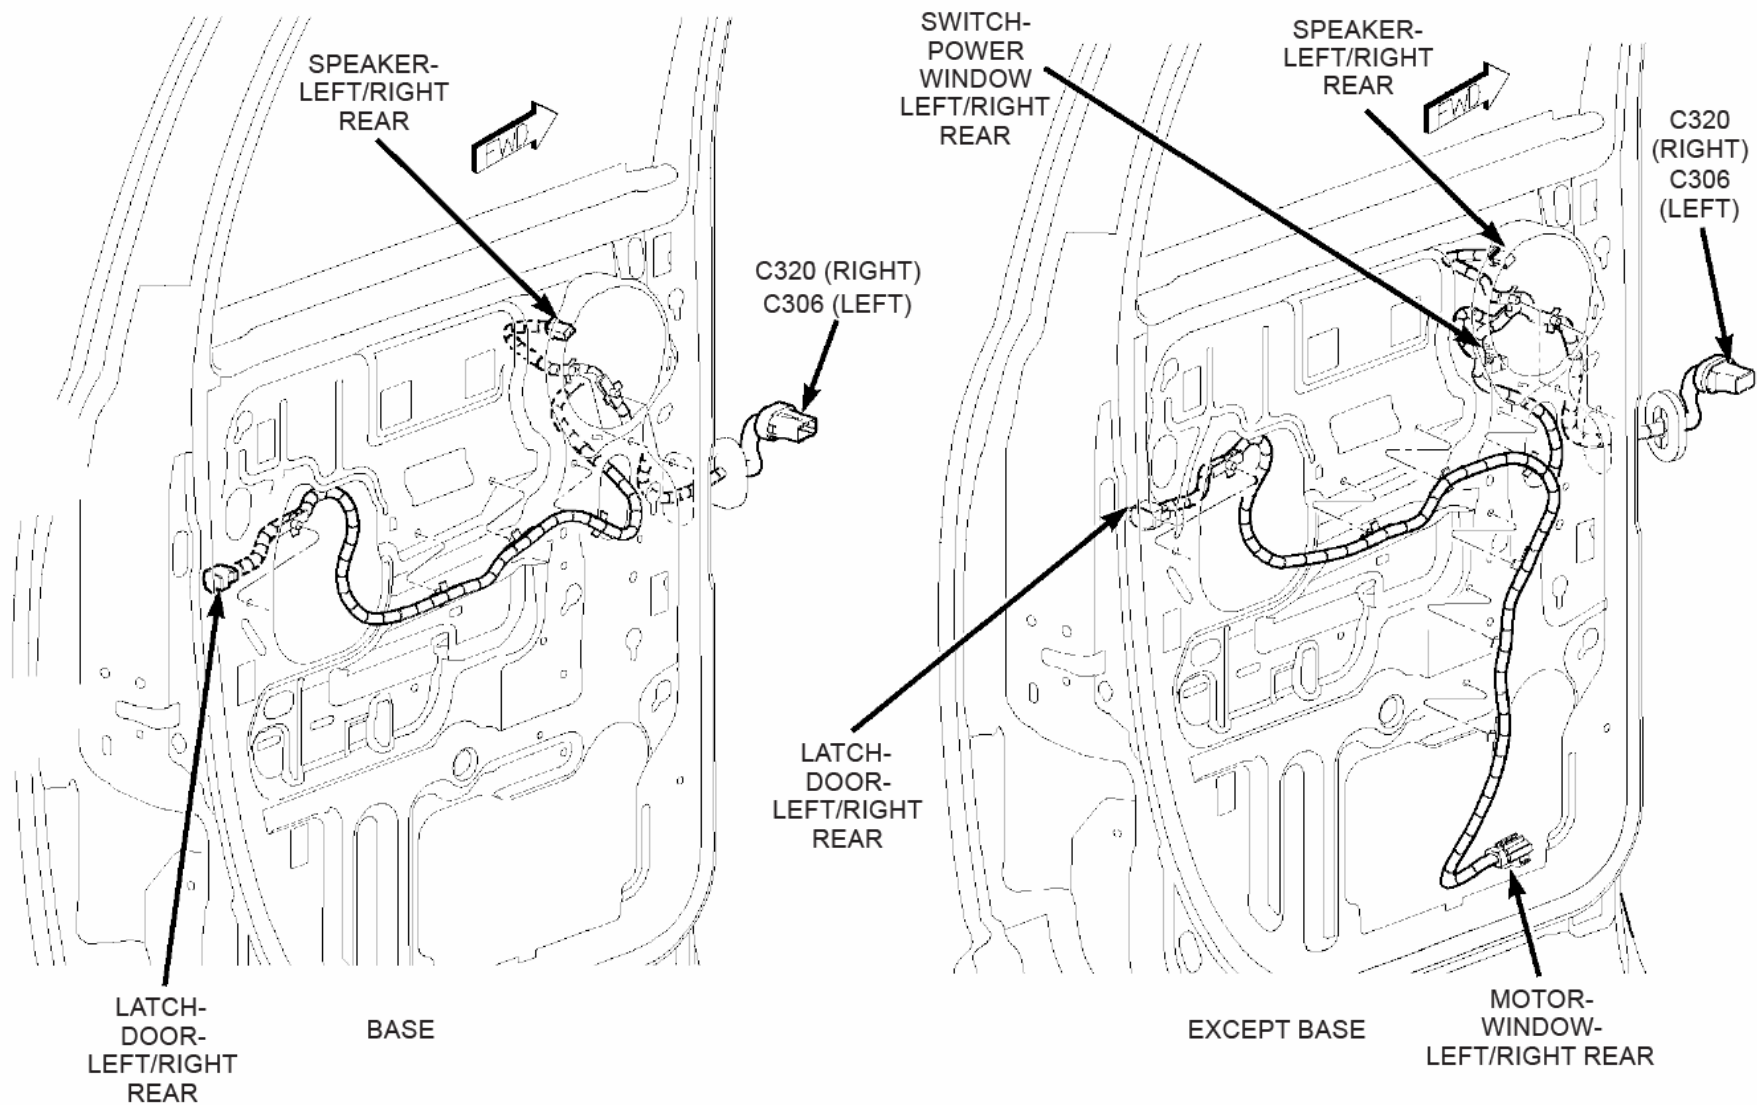 SPEAKER-
LEFT/RIGHT
REAR
FWD
C320 (RIGHT)
C306 (LEFT)
LATCH-
DOOR-
LEFT/RIGHT
REAR
BASE
SWITCH-
POWER
WINDOW
LEFT/RIGHT
REAR
SPEAKER-
LEFT/RIGHT
REAR
FWD
C320
(RIGHT)
C306
(LEFT)
LATCH-
DOOR-
LEFT/RIGHT
REAR
EXCEPT BASE
MOTOR-
WINDOW-
LEFT/RIGHT REAR